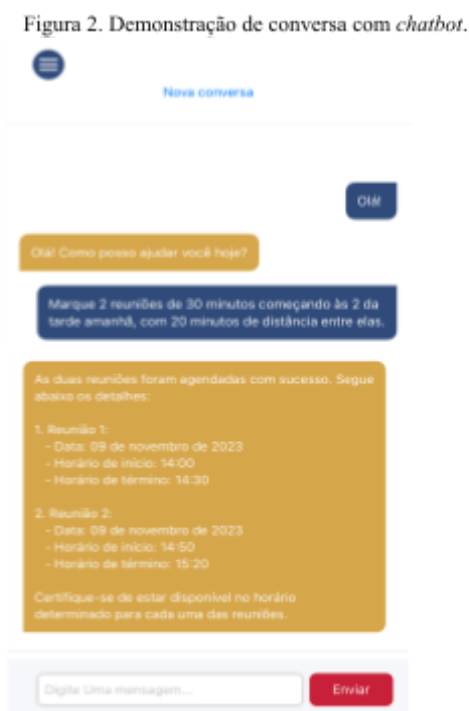 Figura 2. Demonstração de conversa com chatbot.
Nova conversa
Olá!
Olá! Como posso ajudar você hoje?
Marque 2 reuniões de 30 minutos começando às 2 da
tarde amanhã, com 20 minutos de distância entre elas.
As duas reuniões foram agendadas com sucesso. Segue
abaixo os detalhes:
1. Reunião 1:
- Data: 09 de novembro de 2023
- Horário de início: 14:00
- Horário de término: 14:30
2. Reunião 2:
- Data: 09 de novembro de 2023
- Horário de início: 14:50
- Horário de término: 15:20
Certifique-se de estar disponível no horário
determinado para cada uma das reuniões.
Digite Uma mensagem...
Enviar